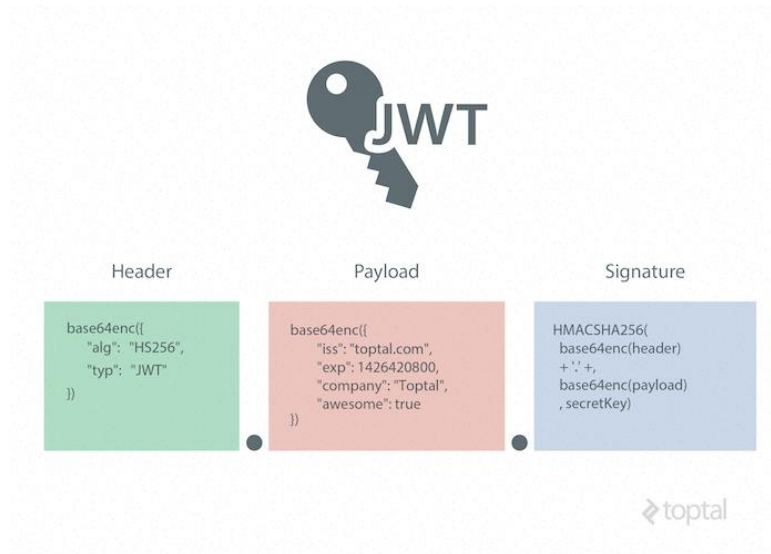 JWT
Header
Payload
Signature
base64enc({
"alg": "HS256",
"typ": "JWT"
})
base64enc({
"iss": "toptal.com",
"exp": 1426420800,
"company": "Toptal",
"awesome": true
})
HMACSHA256(
base64enc(header)
+ '.' +,
base64enc(payload)
, secretKey)
toptal